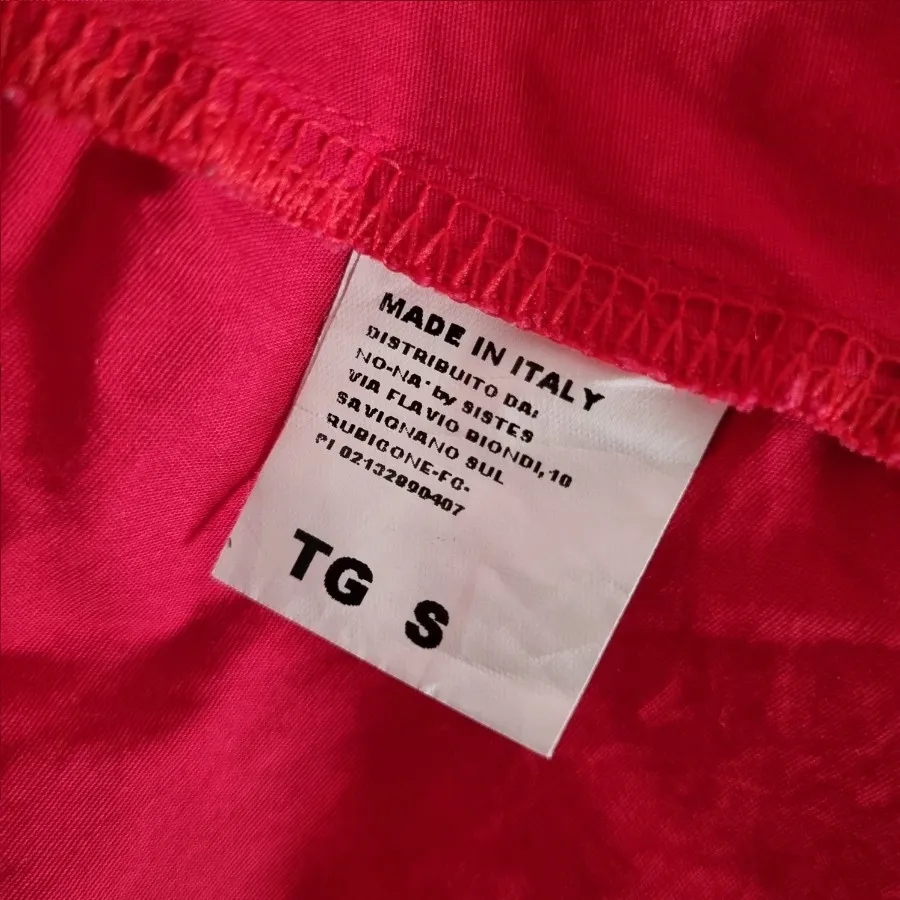 MADE IN ITALY
DISTRIBUITO DA:
NO-NA' by SISTES
VIA FLAVIO BIONDI, 10
SAVIGNANO SUL
RUBICONE-FC-
PI 02132990407
TG S